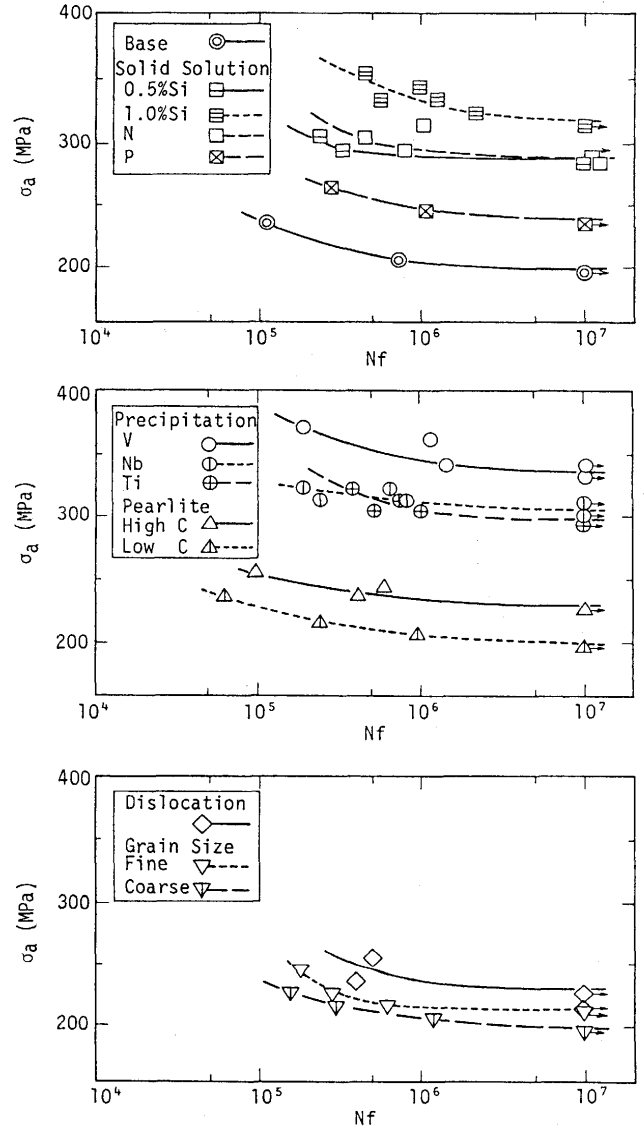 400
300
200
σa (MPa)
Base
Solid Solution
0.5%Si
1.0%Si
N
P
10⁴
10⁵
10⁶
10⁷
Nf
400
300
200
σa (MPa)
Precipitation
V
Nb
Ti
Pearlite
High C
Low C
10⁴
10⁵
10⁶
10⁷
Nf
400
300
200
σa (MPa)
Dislocation
Grain Size
Fine
Coarse
10⁴
10⁵
10⁶
10⁷
Nf